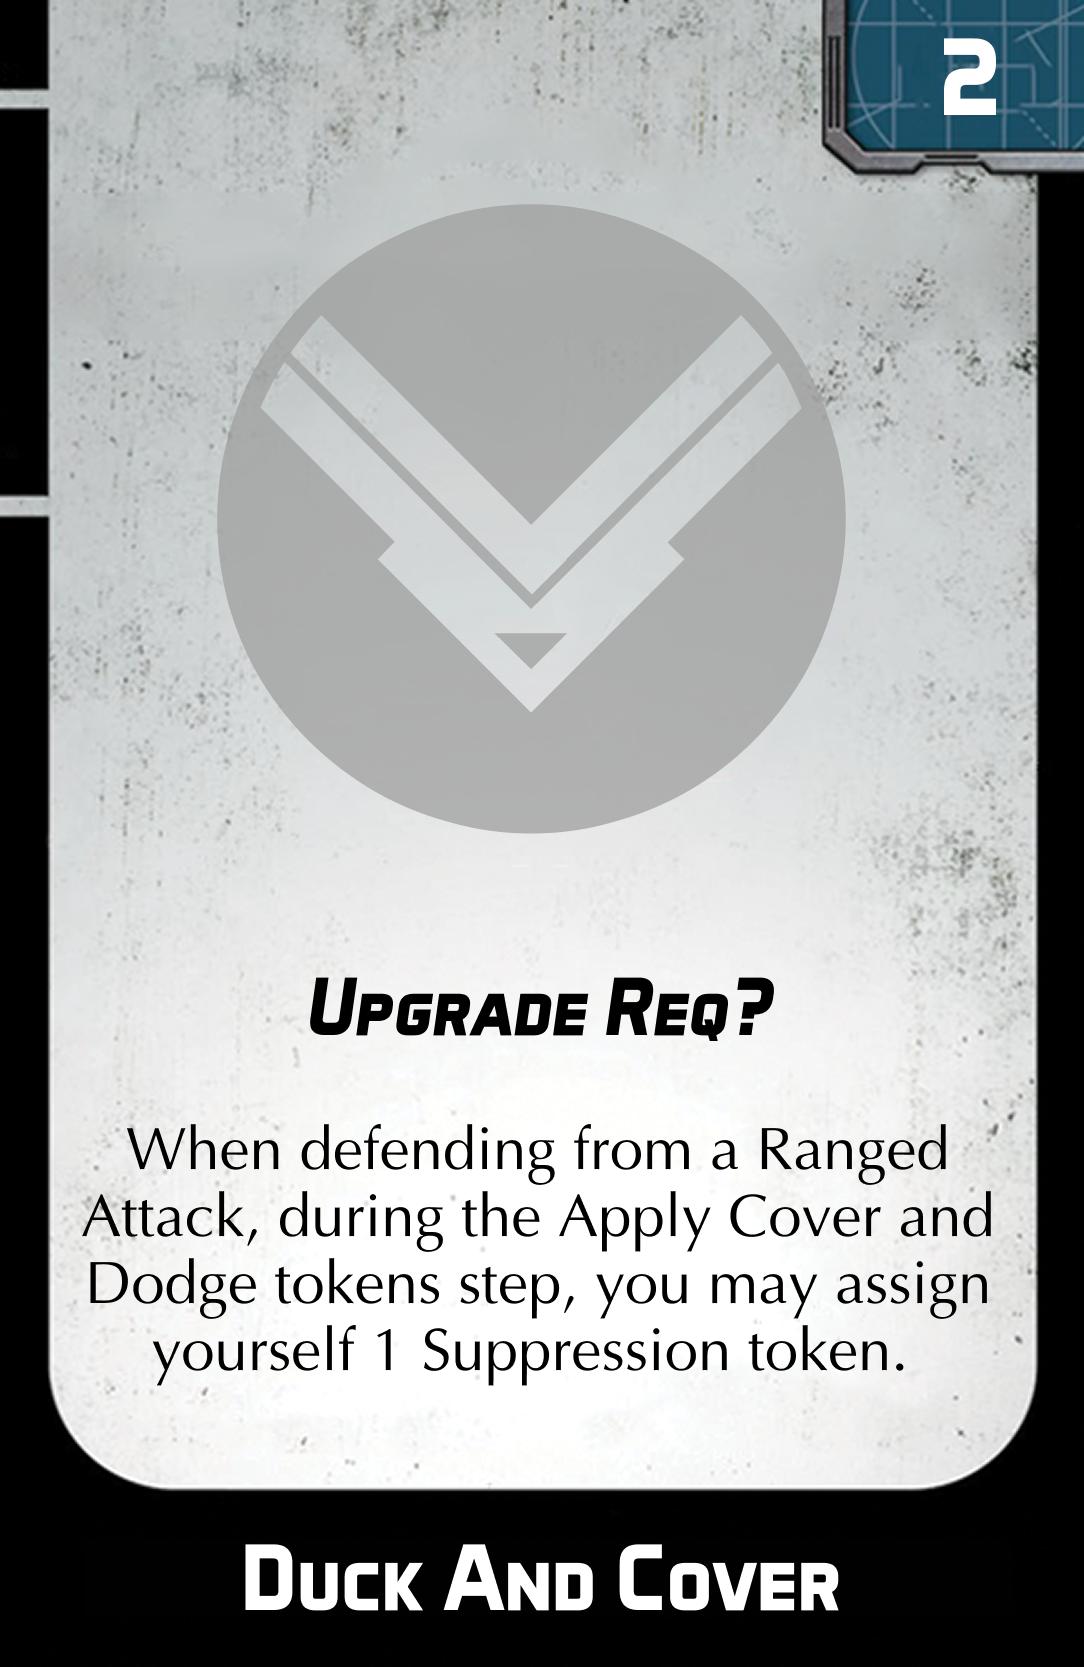 2
Upgrade Req?
When defending from a Ranged
Attack, during the Apply Cover and
Dodge tokens step, you may assign
yourself 1 Suppression token.
Duck And Cover